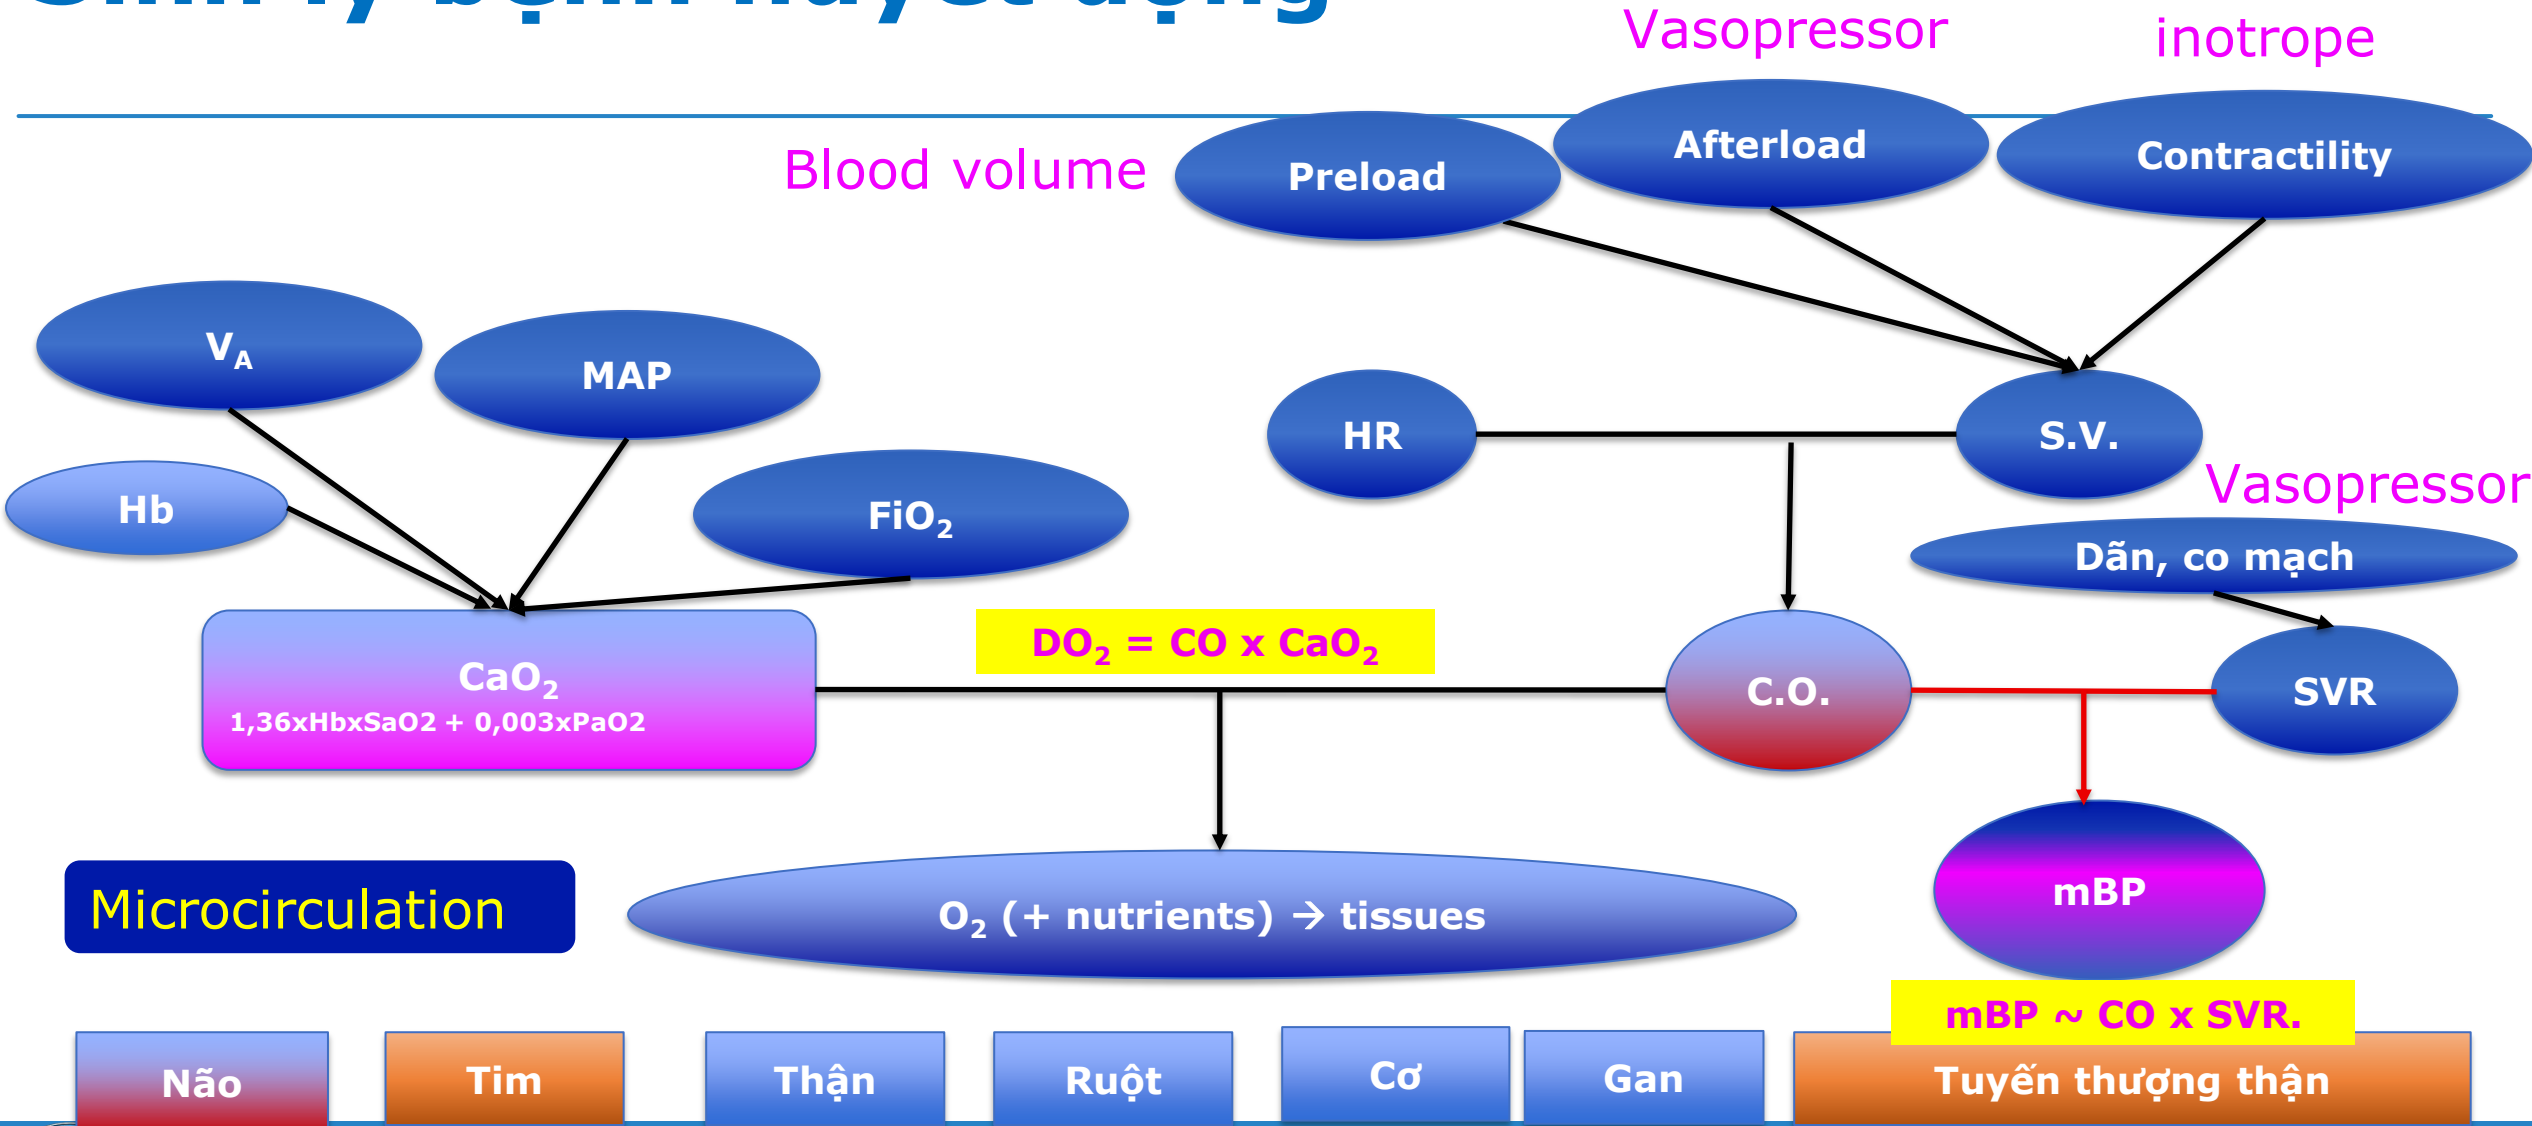 Vasopressor
inotrope
Blood volume
Preload
Afterload
Contractility
V_A
MAP
Hb
FiO₂
HR
S.V.
Vasopressor
Dãn, co mạch
CaO₂
1,36xHbxSaO2 + 0,003xPaO2
DO₂ = CO x CaO₂
C.O.
SVR
mBP
Microcirculation
O₂ (+ nutrients) → tissues
mBP ~ CO x SVR.
Não
Tim
Thận
Ruột
Cơ
Gan
Tuyến thượng thận